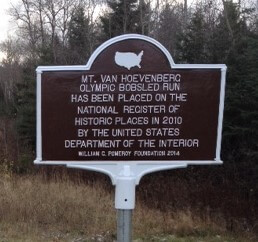 MT. VAN HOEVENBERG
OLYMPIC BOBSLED RUN
HAS BEEN PLACED ON THE
NATIONAL REGISTER OF
HISTORIC PLACES IN 2010
BY THE UNITED STATES
DEPARTMENT OF THE INTERIOR
WILLIAM G. POMEROY FOUNDATION 2014